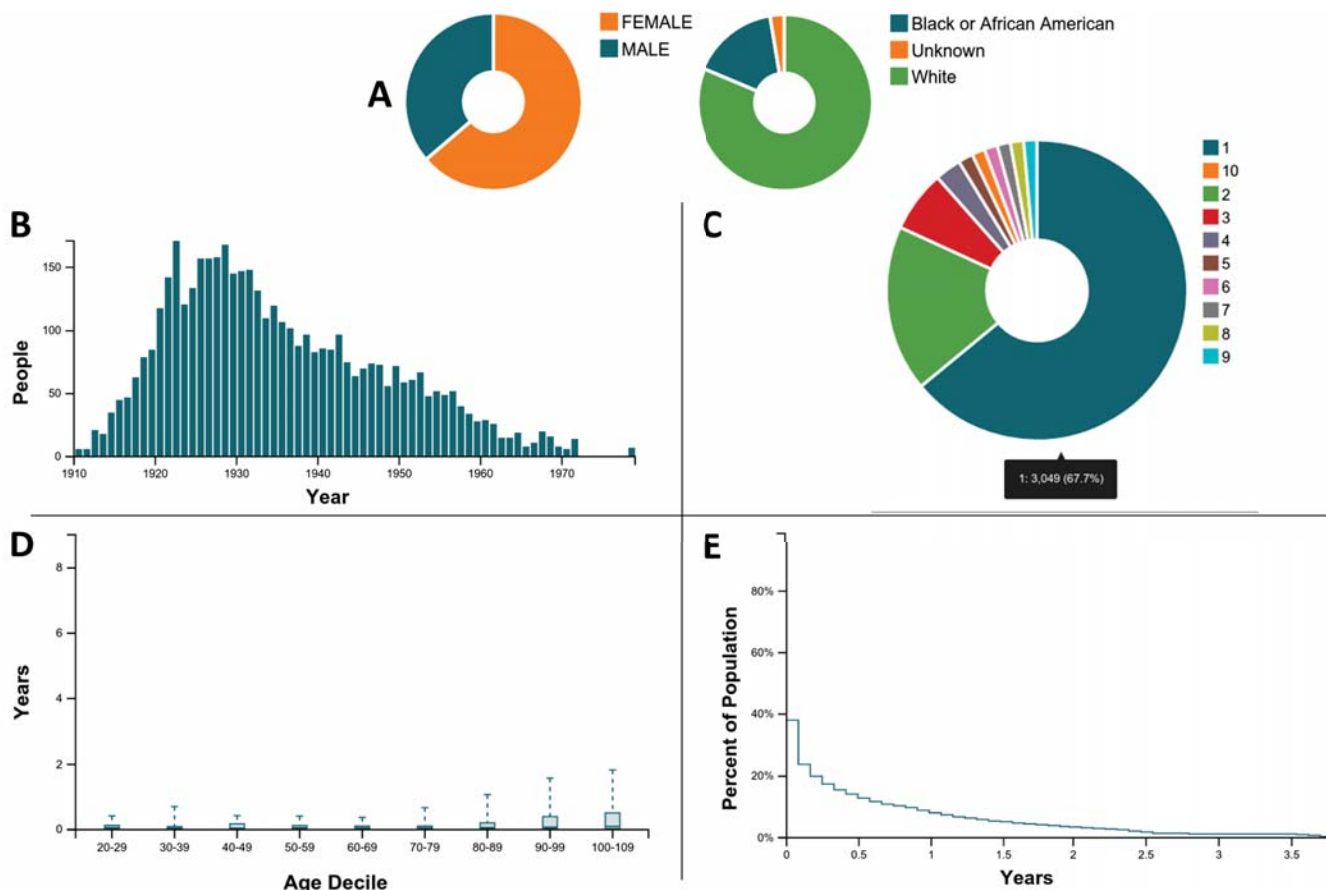 A
FEMALE
MALE
Black or African American
Unknown
White
B
People
150
100
50
0
1910 1920 1930 1940 1950 1960 1970
Year
C
1
10
2
3
4
5
6
7
8
9
1: 3,049 (67.7%)
D
Years
8
6
4
2
0
20-29 30-39 40-49 50-59 60-69 70-79 80-89 90-99 100-109
Age Decile
E
Percent of Population
80%
60%
40%
20%
0%
0 0.5 1 1.5 2 2.5 3 3.5
Years